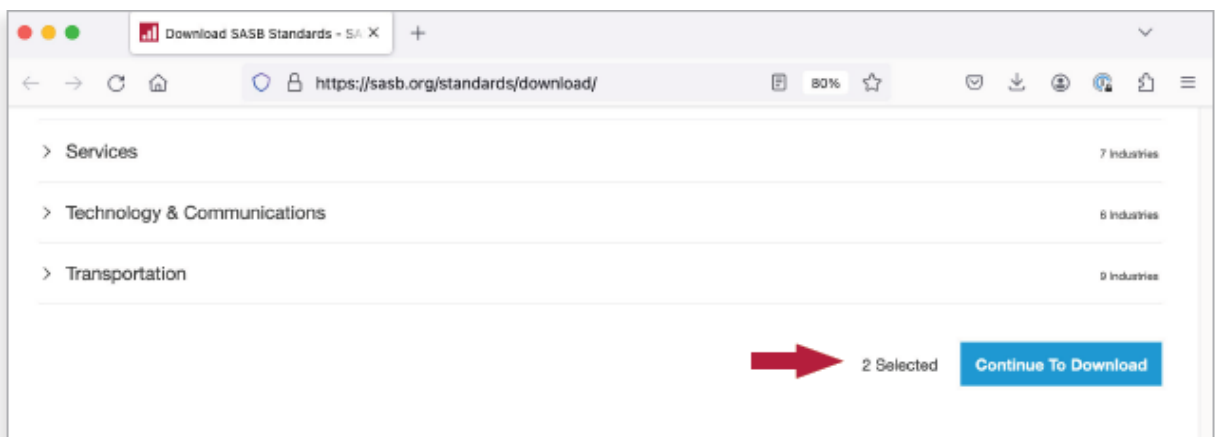 Download SASB Standards - SA
https://sasb.org/standards/download/
80%
Services
7 Industries
Technology & Communications
6 Industries
Transportation
9 Industries
2 Selected
Continue To Download